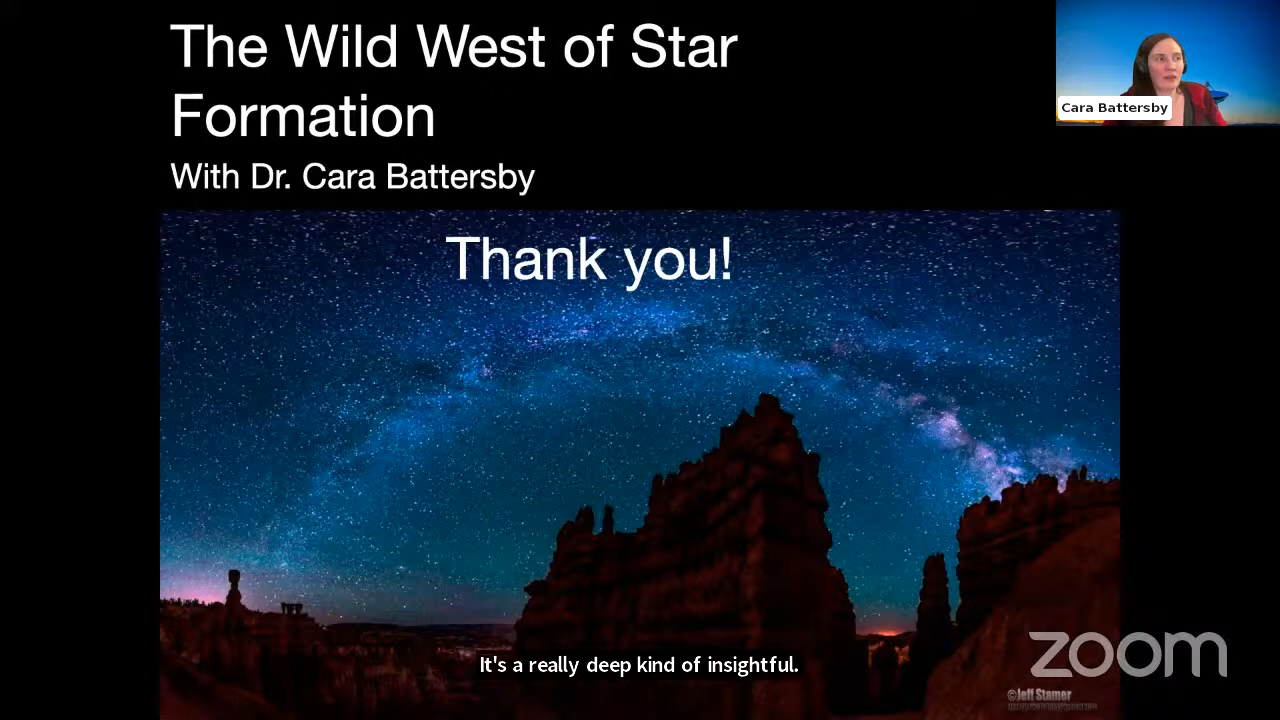 The Wild West of Star
Formation
With Dr. Cara Battersby
Cara Battersby
Thank you!
It's a really deep kind of insightful.
zoom
©Jeff Stamer